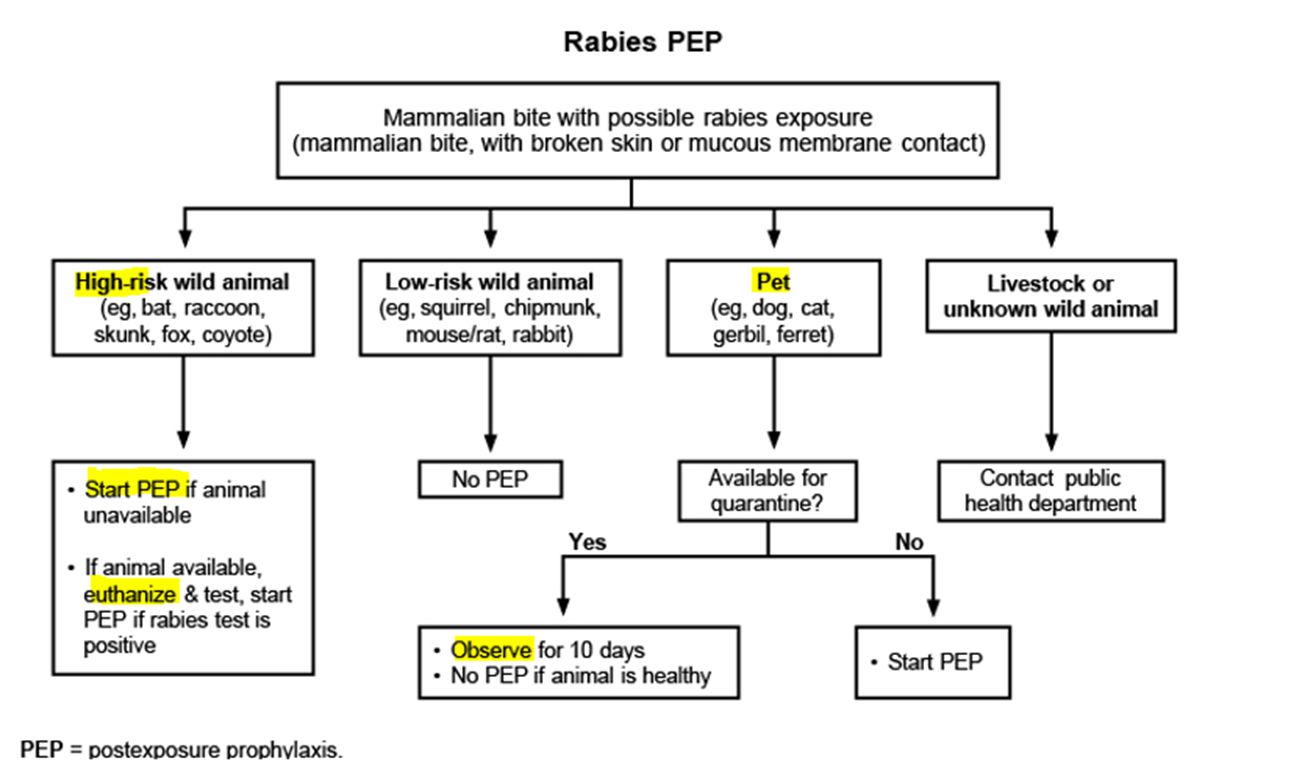 Rabies PEP
Mammalian bite with possible rabies exposure
(mammalian bite, with broken skin or mucous membrane contact)
High-risk wild animal
(eg, bat, raccoon,
skunk, fox, coyote)
Low-risk wild animal
(eg, squirrel, chipmunk,
mouse/rat, rabbit)
Pet
(eg, dog, cat,
gerbil, ferret)
Livestock or
unknown wild animal
• Start PEP if animal
unavailable
• If animal available,
euthanize & test, start
PEP if rabies test is
positive
No PEP
Available for
quarantine?
Contact public
health department
Yes
No
• Observe for 10 days
• No PEP if animal is healthy
• Start PEP
PEP = postexposure prophylaxis.